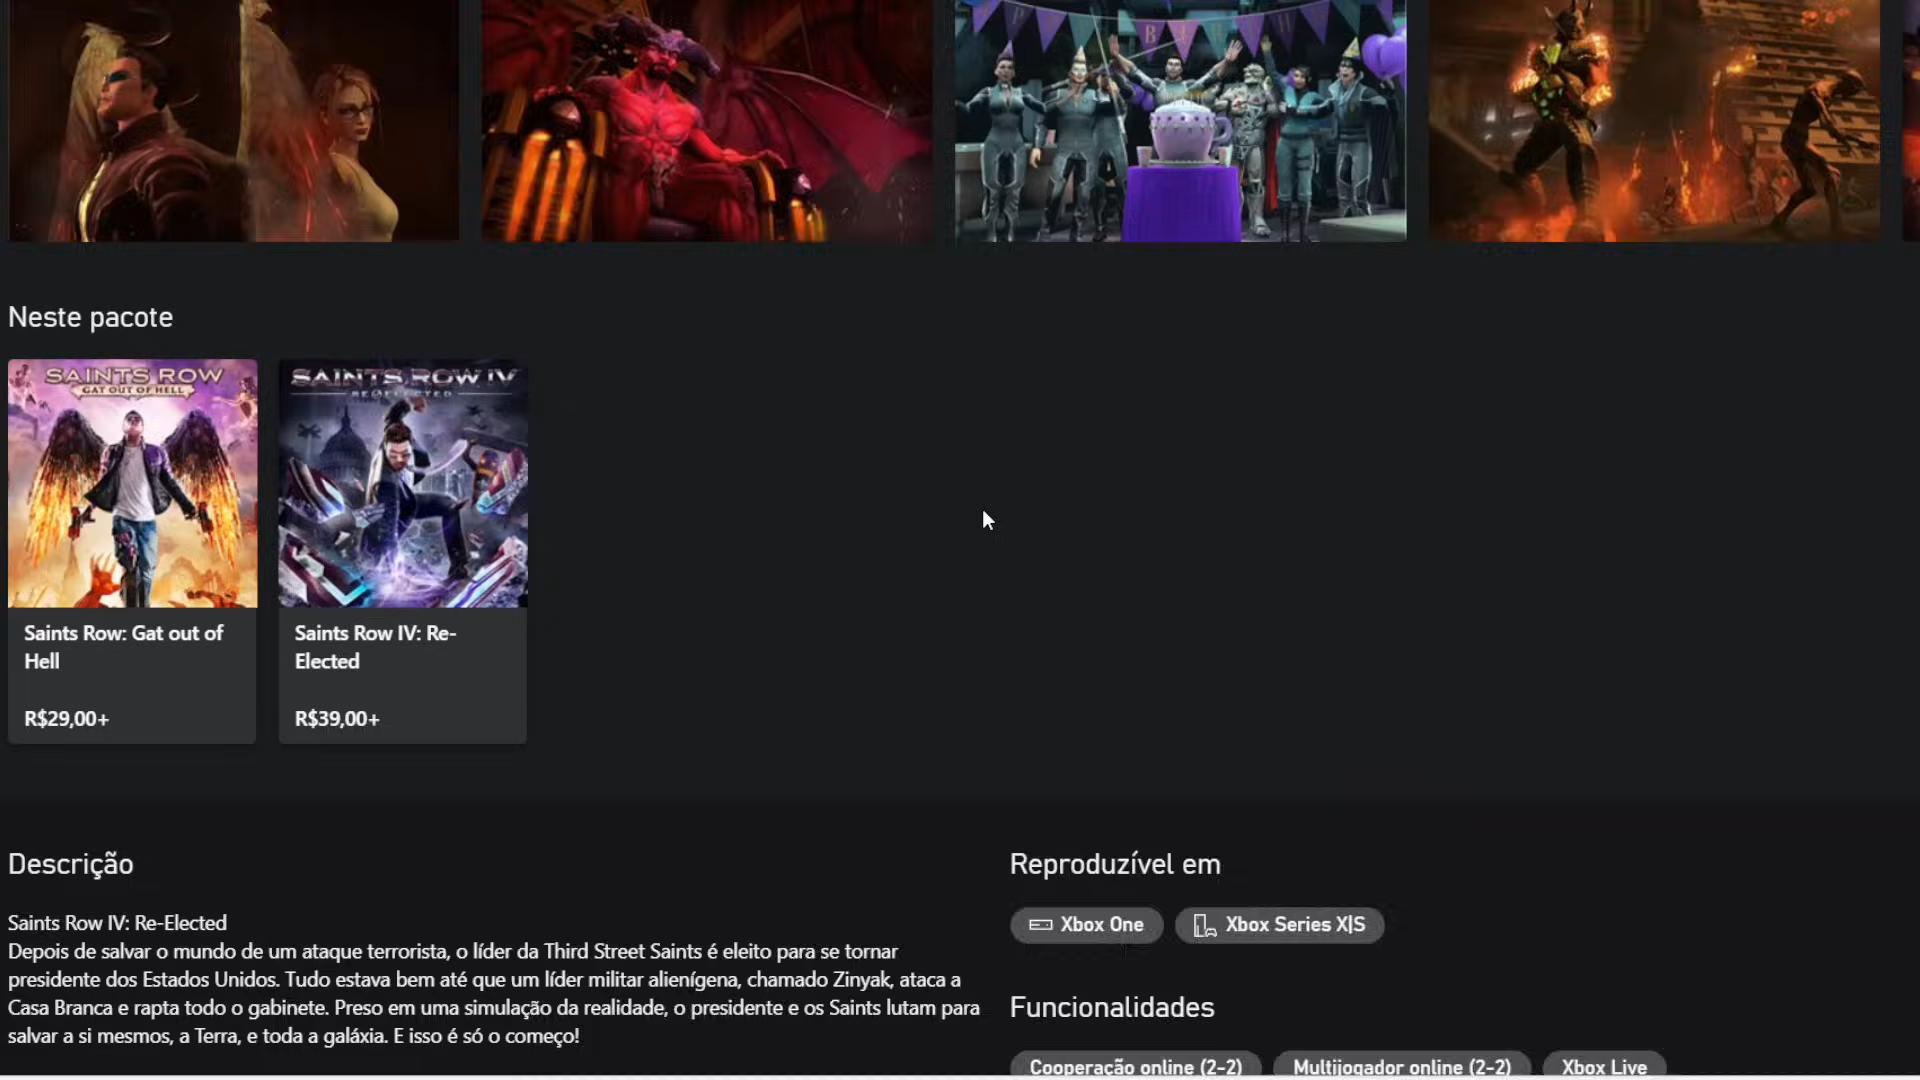 Neste pacote
SAINTS ROW
GAT OUT OF HELL
SAINTS ROW IV
RE-ELECTED
Saints Row: Gat out of
Hell
R$29,00+
Saints Row IV: Re-
Elected
R$39,00+
Descrição
Saints Row IV: Re-Elected
Depois de salvar o mundo de um ataque terrorista, o líder da Third Street Saints é eleito para se tornar
presidente dos Estados Unidos. Tudo estava bem até que um líder militar alienígena, chamado Zinyak, ataca a
Casa Branca e rapta todo o gabinete. Preso em uma simulação da realidade, o presidente e os Saints lutam para
salvar a si mesmos, a Terra, e toda a galáxia. E isso é só o começo!
Reproduzível em
Xbox One
Xbox Series X|S
Funcionalidades
Cooperação online (2-2)
Multijogador online (2-2)
Xbox Live